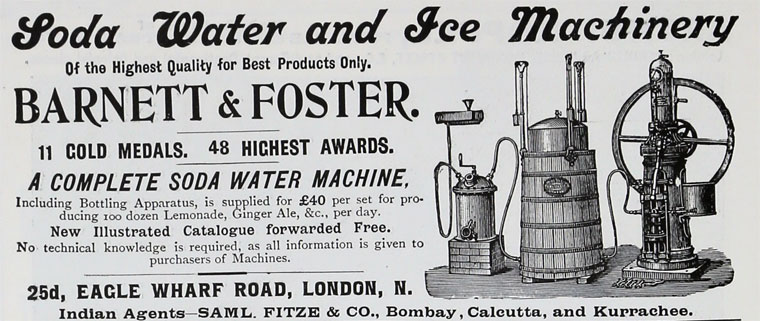 Soda Water and Ice Machinery
Of the Highest Quality for Best Products Only.
BARNETT & FOSTER.
11 GOLD MEDALS. 48 HIGHEST AWARDS.
A COMPLETE SODA WATER MACHINE,
Including Bottling Apparatus, is supplied for £40 per set for pro-
ducing 100 dozen Lemonade, Ginger Ale, &c., per day.
New Illustrated Catalogue forwarded Free.
No technical knowledge is required, as all information is given to
purchasers of Machines.
25d, EAGLE WHARF ROAD, LONDON, N.
Indian Agents—SAML. FITZE & CO., Bombay, Calcutta, and Kurrachee.